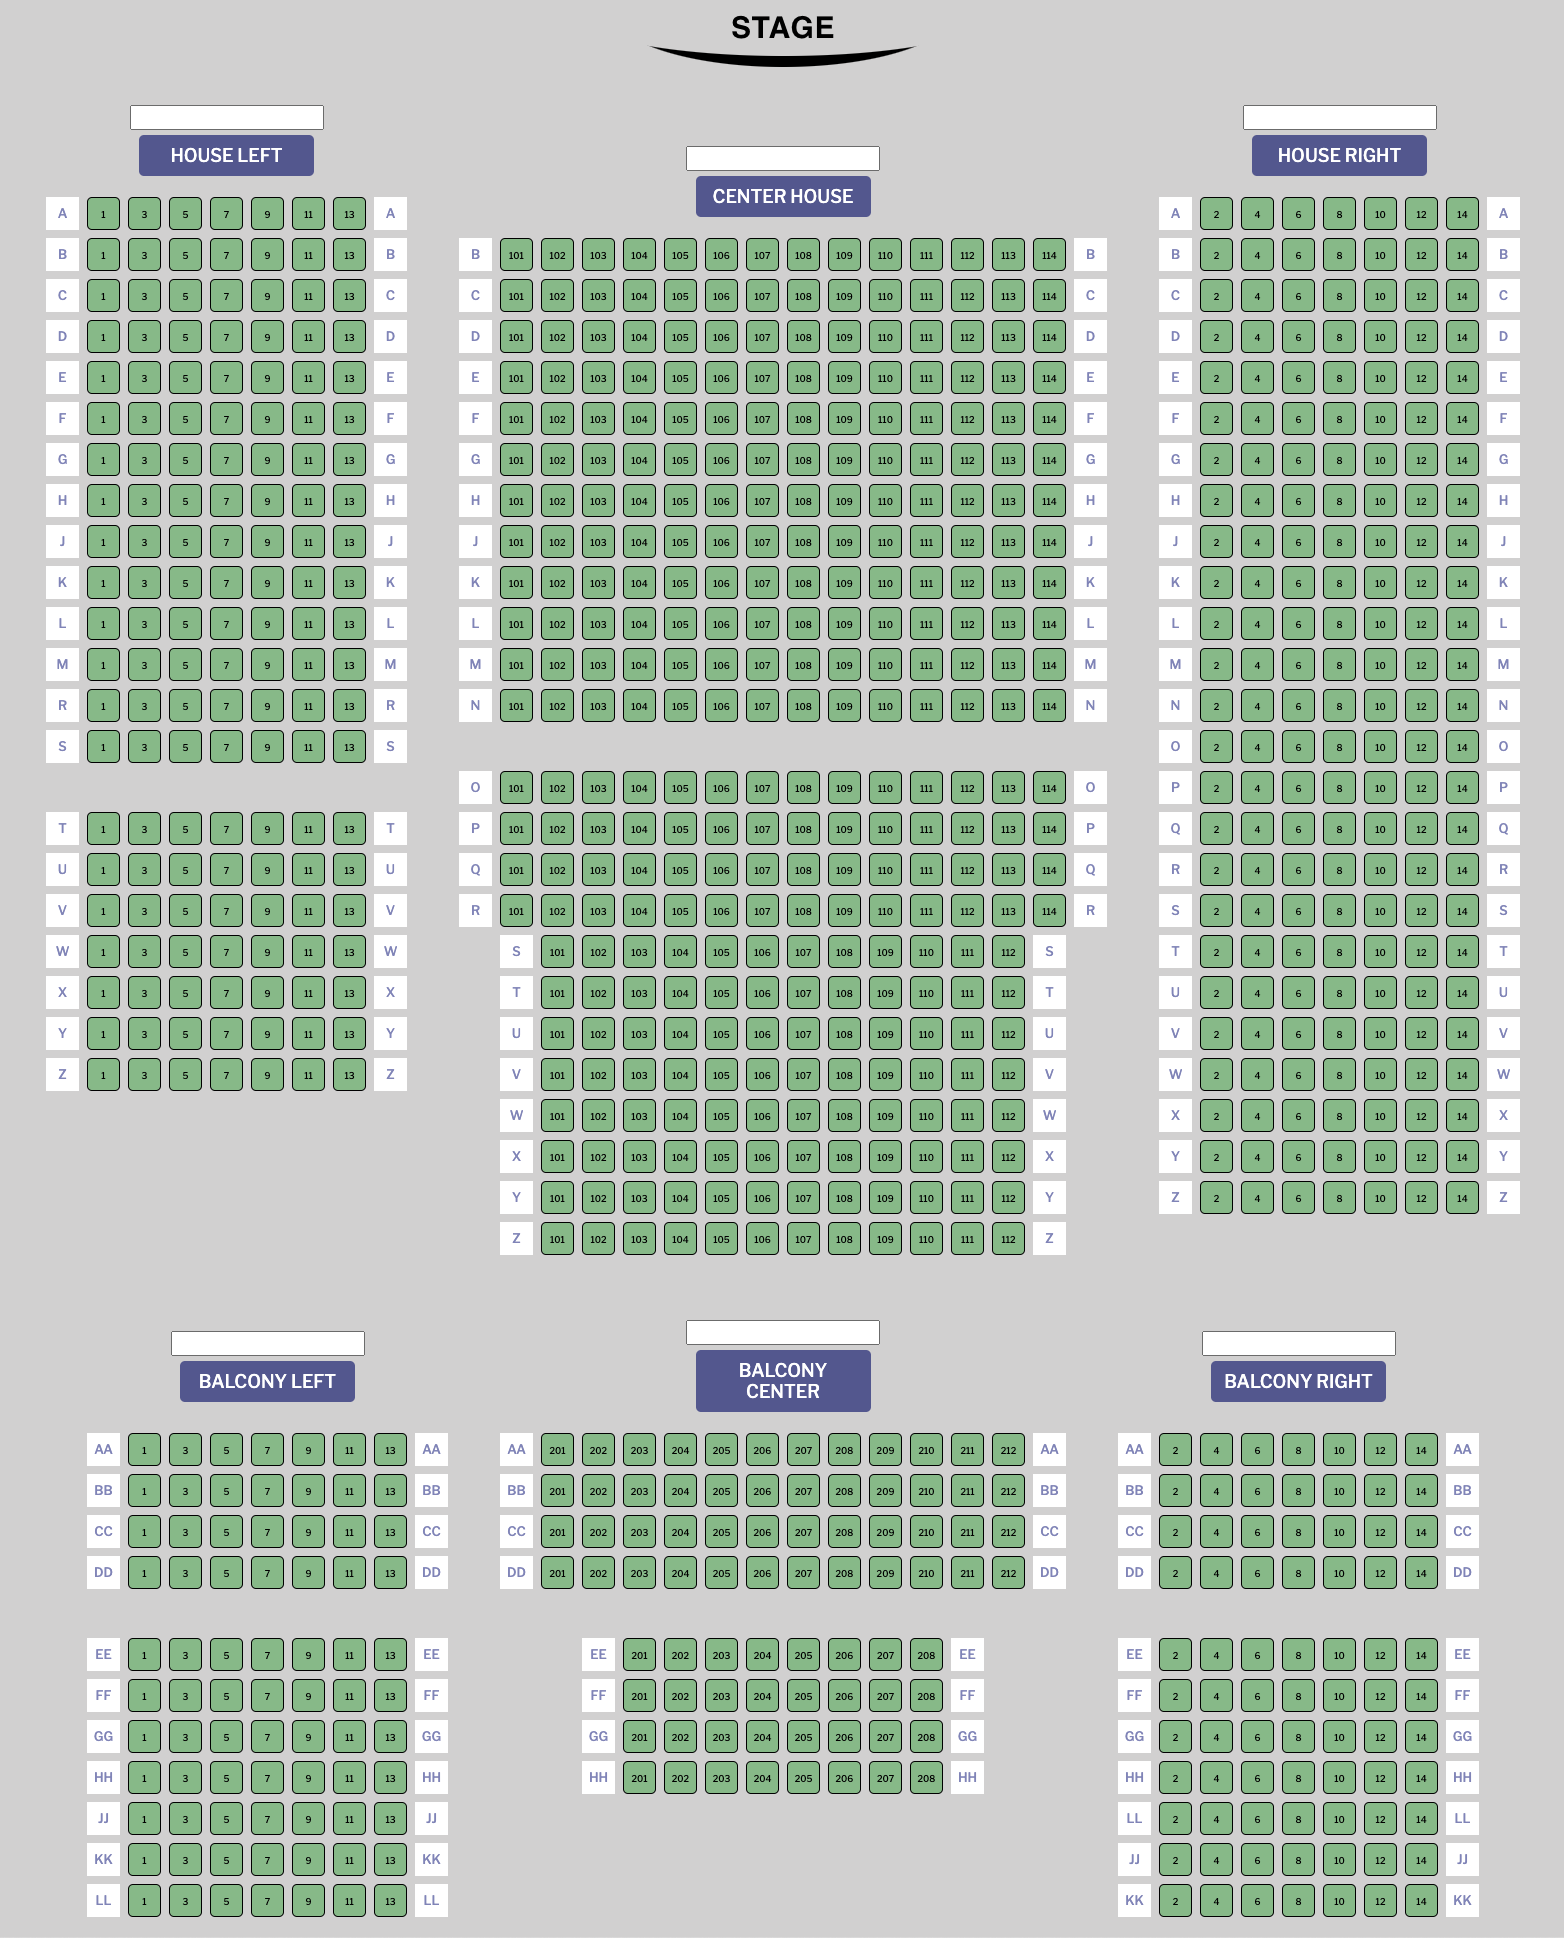 STAGE
HOUSE LEFT
A 1 3 5 7 9 11 13 A
B 1 3 5 7 9 11 13 B
C 1 3 5 7 9 11 13 C
D 1 3 5 7 9 11 13 D
E 1 3 5 7 9 11 13 E
F 1 3 5 7 9 11 13 F
G 1 3 5 7 9 11 13 G
H 1 3 5 7 9 11 13 H
J 1 3 5 7 9 11 13 J
K 1 3 5 7 9 11 13 K
L 1 3 5 7 9 11 13 L
M 1 3 5 7 9 11 13 M
R 1 3 5 7 9 11 13 R
S 1 3 5 7 9 11 13 S
T 1 3 5 7 9 11 13 T
U 1 3 5 7 9 11 13 U
V 1 3 5 7 9 11 13 V
W 1 3 5 7 9 11 13 W
X 1 3 5 7 9 11 13 X
Y 1 3 5 7 9 11 13 Y
Z 1 3 5 7 9 11 13 Z
CENTER HOUSE
B 101 102 103 104 105 106 107 108 109 110 111 112 113 114 B
C 101 102 103 104 105 106 107 108 109 110 111 112 113 114 C
D 101 102 103 104 105 106 107 108 109 110 111 112 113 114 D
E 101 102 103 104 105 106 107 108 109 110 111 112 113 114 E
F 101 102 103 104 105 106 107 108 109 110 111 112 113 114 F
G 101 102 103 104 105 106 107 108 109 110 111 112 113 114 G
H 101 102 103 104 105 106 107 108 109 110 111 112 113 114 H
J 101 102 103 104 105 106 107 108 109 110 111 112 113 114 J
K 101 102 103 104 105 106 107 108 109 110 111 112 113 114 K
L 101 102 103 104 105 106 107 108 109 110 111 112 113 114 L
M 101 102 103 104 105 106 107 108 109 110 111 112 113 114 M
N 101 102 103 104 105 106 107 108 109 110 111 112 113 114 N
O 101 102 103 104 105 106 107 108 109 110 111 112 113 114 O
P 101 102 103 104 105 106 107 108 109 110 111 112 113 114 P
Q 101 102 103 104 105 106 107 108 109 110 111 112 113 114 Q
R 101 102 103 104 105 106 107 108 109 110 111 112 113 114 R
S 101 102 103 104 105 106 107 108 109 110 111 112 S
T 101 102 103 104 105 106 107 108 109 110 111 112 T
U 101 102 103 104 105 106 107 108 109 110 111 112 U
V 101 102 103 104 105 106 107 108 109 110 111 112 V
W 101 102 103 104 105 106 107 108 109 110 111 112 W
X 101 102 103 104 105 106 107 108 109 110 111 112 X
Y 101 102 103 104 105 106 107 108 109 110 111 112 Y
Z 101 102 103 104 105 106 107 108 109 110 111 112 Z
HOUSE RIGHT
A 2 4 6 8 10 12 14 A
B 2 4 6 8 10 12 14 B
C 2 4 6 8 10 12 14 C
D 2 4 6 8 10 12 14 D
E 2 4 6 8 10 12 14 E
F 2 4 6 8 10 12 14 F
G 2 4 6 8 10 12 14 G
H 2 4 6 8 10 12 14 H
J 2 4 6 8 10 12 14 J
K 2 4 6 8 10 12 14 K
L 2 4 6 8 10 12 14 L
M 2 4 6 8 10 12 14 M
N 2 4 6 8 10 12 14 N
O 2 4 6 8 10 12 14 O
P 2 4 6 8 10 12 14 P
Q 2 4 6 8 10 12 14 Q
R 2 4 6 8 10 12 14 R
S 2 4 6 8 10 12 14 S
T 2 4 6 8 10 12 14 T
U 2 4 6 8 10 12 14 U
V 2 4 6 8 10 12 14 V
W 2 4 6 8 10 12 14 W
X 2 4 6 8 10 12 14 X
Y 2 4 6 8 10 12 14 Y
Z 2 4 6 8 10 12 14 Z
BALCONY LEFT
AA 1 3 5 7 9 11 13 AA
BB 1 3 5 7 9 11 13 BB
CC 1 3 5 7 9 11 13 CC
DD 1 3 5 7 9 11 13 DD
EE 1 3 5 7 9 11 13 EE
FF 1 3 5 7 9 11 13 FF
GG 1 3 5 7 9 11 13 GG
HH 1 3 5 7 9 11 13 HH
JJ 1 3 5 7 9 11 13 JJ
KK 1 3 5 7 9 11 13 KK
LL 1 3 5 7 9 11 13 LL
BALCONY
CENTER
AA 201 202 203 204 205 206 207 208 209 210 211 212 AA
BB 201 202 203 204 205 206 207 208 209 210 211 212 BB
CC 201 202 203 204 205 206 207 208 209 210 211 212 CC
DD 201 202 203 204 205 206 207 208 209 210 211 212 DD
EE 201 202 203 204 205 206 207 208 EE
FF 201 202 203 204 205 206 207 208 FF
GG 201 202 203 204 205 206 207 208 GG
HH 201 202 203 204 205 206 207 208 HH
BALCONY RIGHT
AA 2 4 6 8 10 12 14 AA
BB 2 4 6 8 10 12 14 BB
CC 2 4 6 8 10 12 14 CC
DD 2 4 6 8 10 12 14 DD
EE 2 4 6 8 10 12 14 EE
FF 2 4 6 8 10 12 14 FF
GG 2 4 6 8 10 12 14 GG
HH 2 4 6 8 10 12 14 HH
LL 2 4 6 8 10 12 14 LL
JJ 2 4 6 8 10 12 14 JJ
KK 2 4 6 8 10 12 14 KK